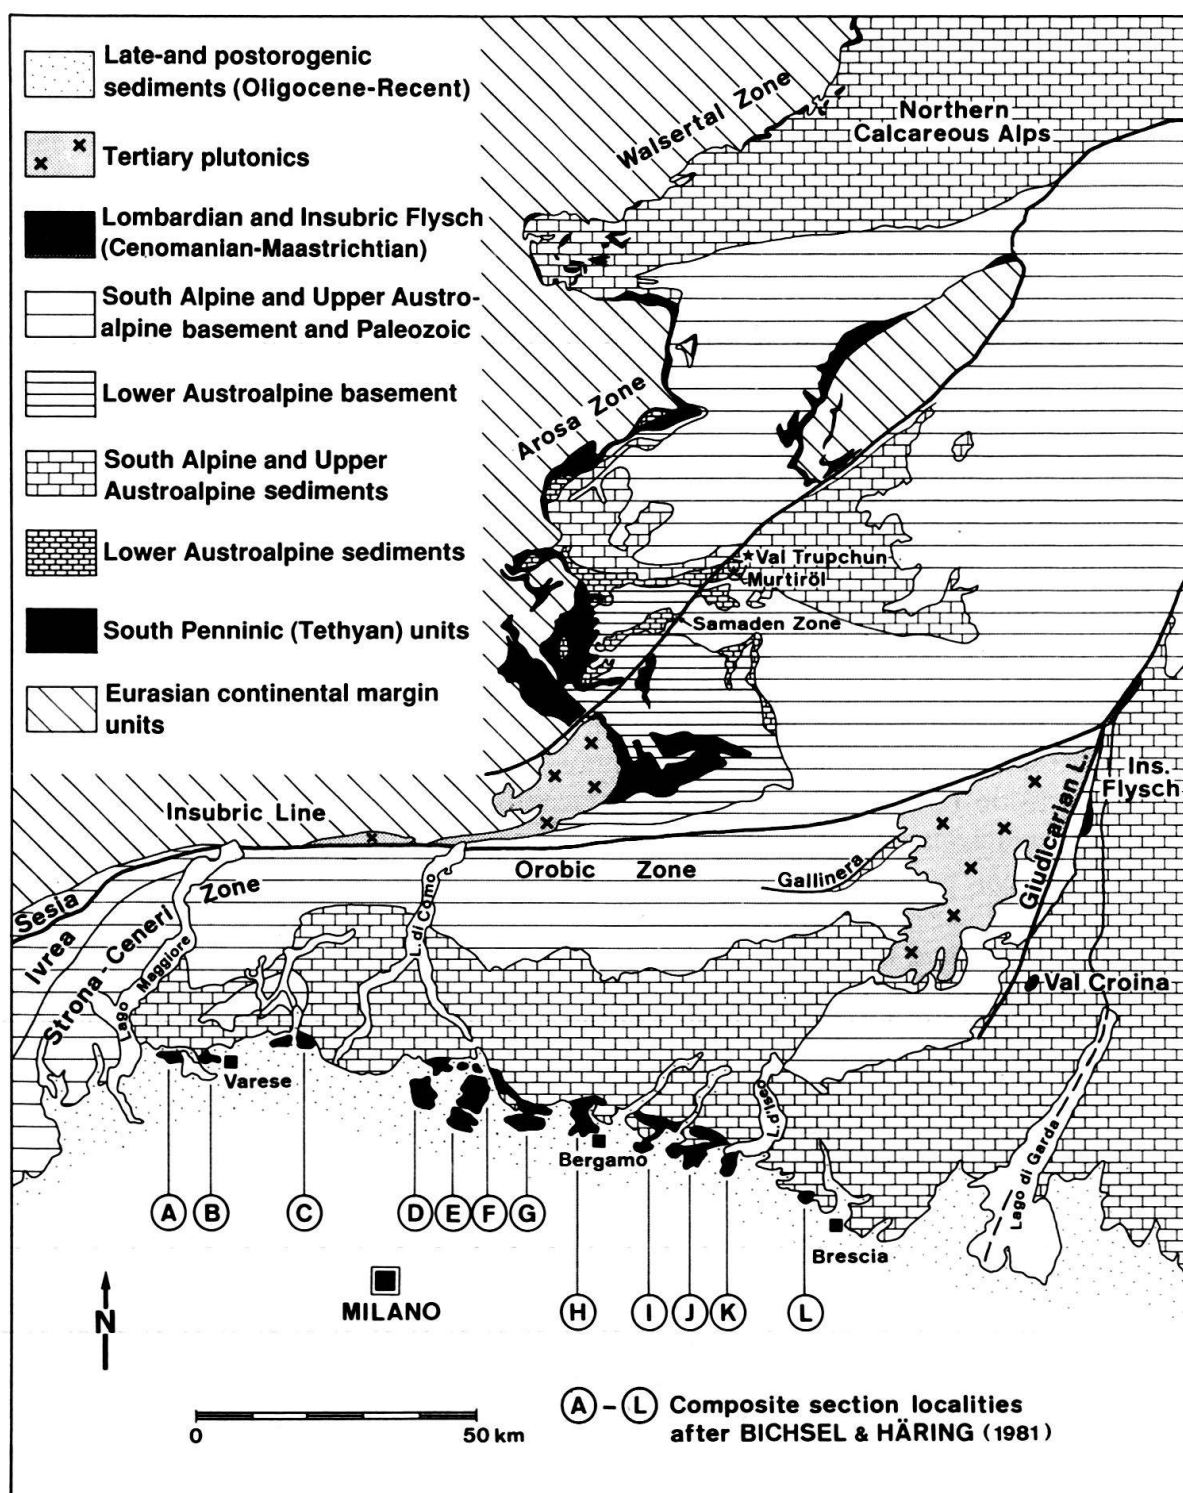 Late-and postorogenic
sediments (Oligocene-Recent)
Tertiary plutonics
Lombardian and Insubric Flysch
(Cenomanian-Maastrichtian)
South Alpine and Upper Austro-
alpine basement and Paleozoic
Lower Austroalpine basement
South Alpine and Upper
Austroalpine sediments
Lower Austroalpine sediments
South Penninic (Tethyan) units
Eurasian continental margin
units
Walsertal Zone
Northern
Calcareous Alps
Arosa Zone
Val Trupchun
Murtiröl
Samaden Zone
Insubric Line
Ins.
Flysch
Giudicarian L.
Gallinera
Orobic Zone
Sesia
Ivrea
Strona-Ceneri Zone
Lago Maggiore
L. di Como
Val Croina
Varese
L. d'Iseo
Bergamo
Lago di Garda
Brescia
A B C D E F G
H I J K L
MILANO
N
0 50 km
A – L Composite section localities
after BICHSEL & HÄRING (1981)